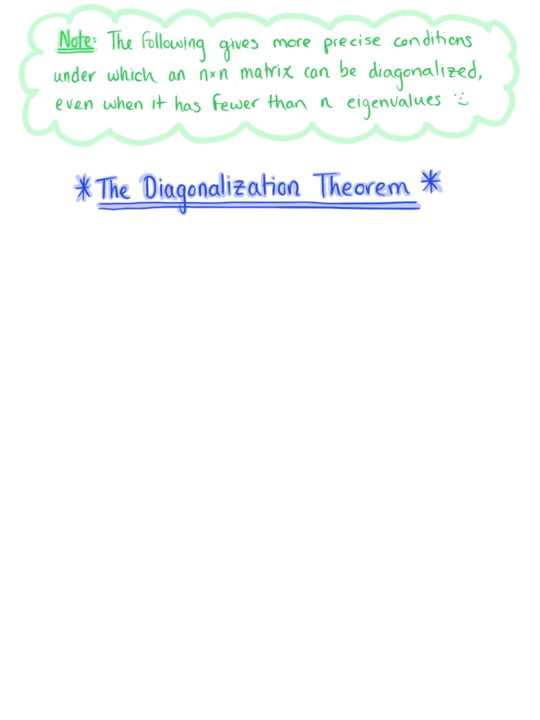 Note: The following gives more precise conditions
under which an n×n matrix can be diagonalized,
even when it has fewer than n eigenvalues :)
* The Diagonalization Theorem *